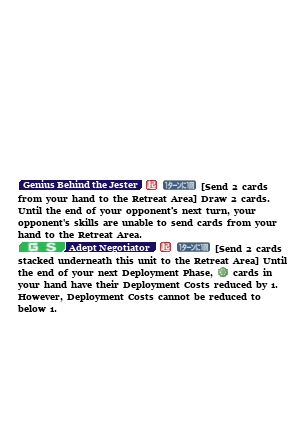 Genius Behind the Jester 起 1ターンに1回 [Send 2 cards
from your hand to the Retreat Area] Draw 2 cards.
Until the end of your opponent's next turn, your
opponent's skills are unable to send cards from your
hand to the Retreat Area.
G S Adept Negotiator 起 1ターンに1回 [Send 2 cards
stacked underneath this unit to the Retreat Area] Until
the end of your next Deployment Phase, cards in
your hand have their Deployment Costs reduced by 1.
However, Deployment Costs cannot be reduced to
below 1.